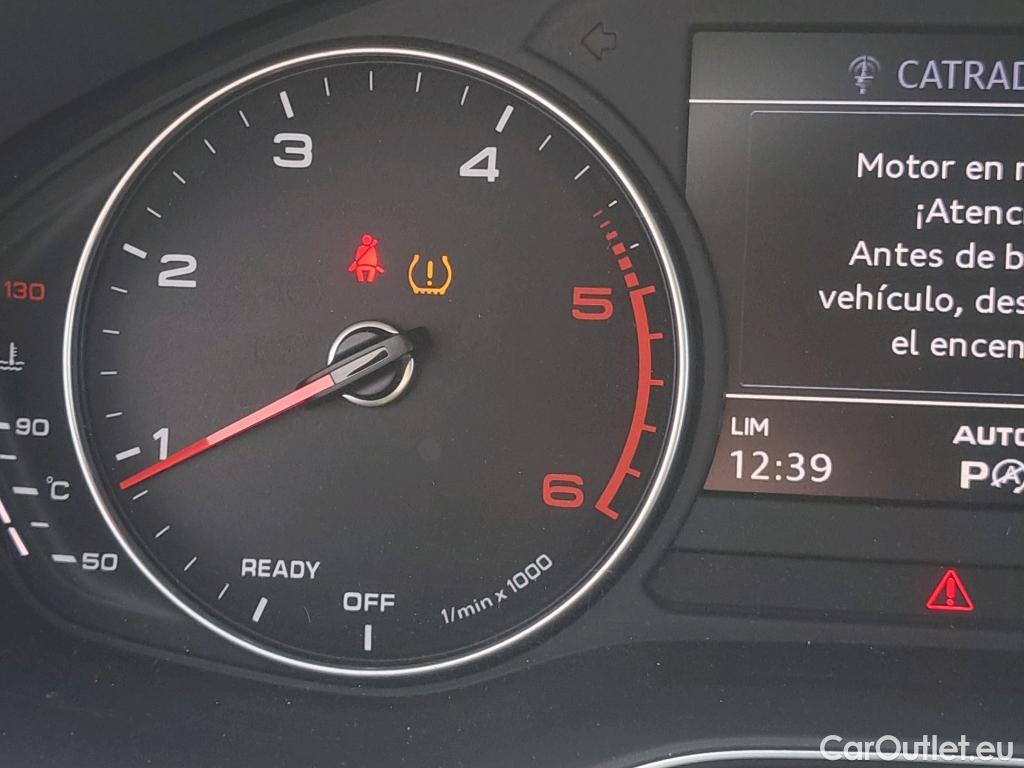 130
90
°C
50
1
2
3
4
5
6
READY
OFF
1/min x 1000
CATRAD
Motor en
¡Atenc
Antes de b
vehículo, des
el encen
LIM
12:39
AUTO
P A
CarOutlet.eu